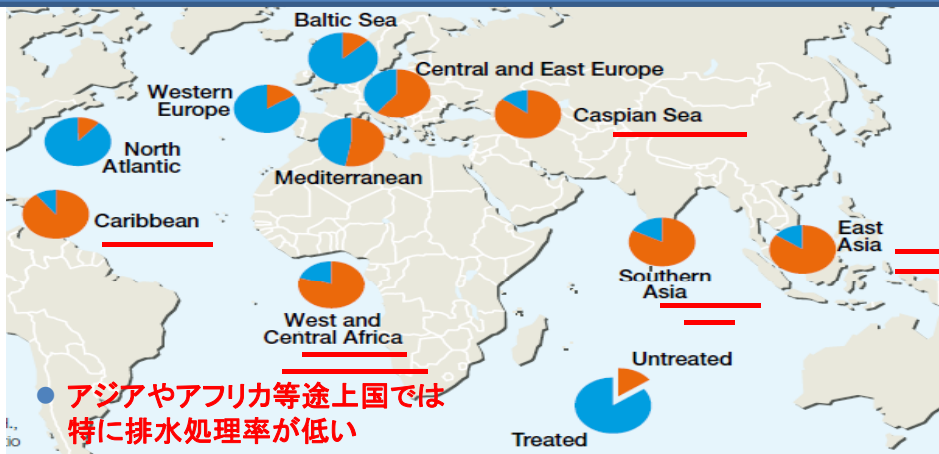 Baltic Sea
Central and East Europe
Western
Europe
Caspian Sea
North
Atlantic
Mediterranean
Caribbean
East
Asia
Southern
Asia
West and
Central Africa
Untreated
● アジアやアフリカ等途上国では
特に排水処理率が低い
Treated